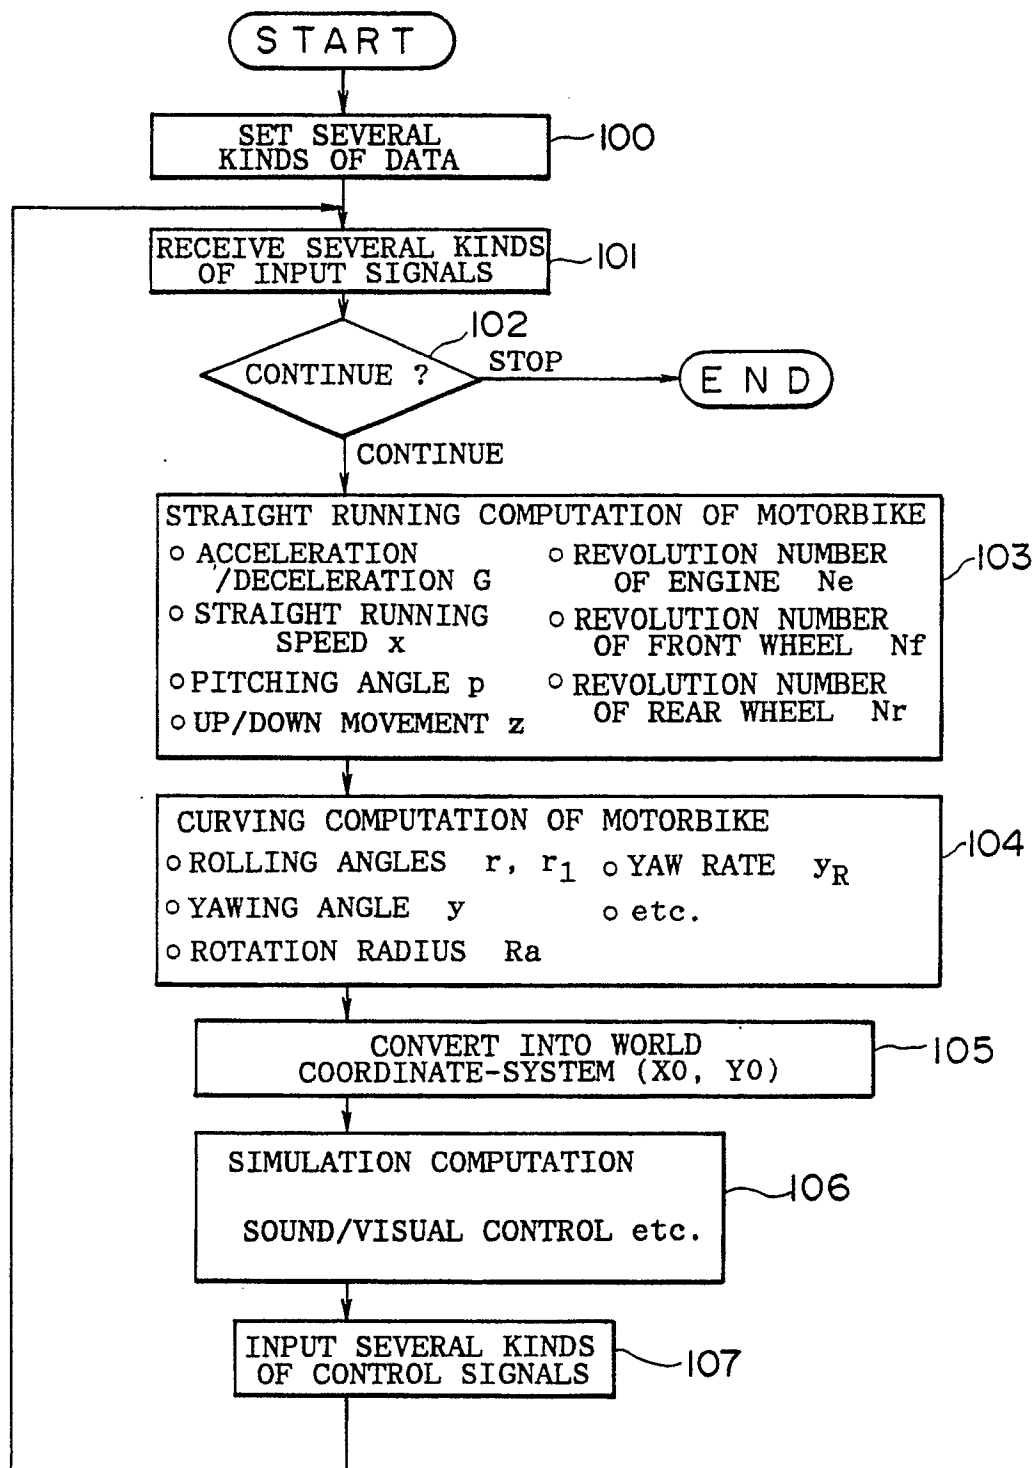 START
SET SEVERAL
KINDS OF DATA
100
RECEIVE SEVERAL KINDS
OF INPUT SIGNALS
101
102
CONTINUE ?
STOP
END
CONTINUE
STRAIGHT RUNNING COMPUTATION OF MOTORBIKE
103
○ ACCELERATION
/DECELERATION G
○ STRAIGHT RUNNING
SPEED x
○ PITCHING ANGLE p
○ UP/DOWN MOVEMENT z
○ REVOLUTION NUMBER
OF ENGINE Ne
○ REVOLUTION NUMBER
OF FRONT WHEEL Nf
○ REVOLUTION NUMBER
OF REAR WHEEL Nr
CURVING COMPUTATION OF MOTORBIKE
104
○ ROLLING ANGLES r, r1
○ YAWING ANGLE y
○ ROTATION RADIUS Ra
○ YAW RATE yR
○ etc.
CONVERT INTO WORLD
COORDINATE-SYSTEM (X0, Y0)
105
SIMULATION COMPUTATION
SOUND/VISUAL CONTROL etc.
106
INPUT SEVERAL KINDS
OF CONTROL SIGNALS
107